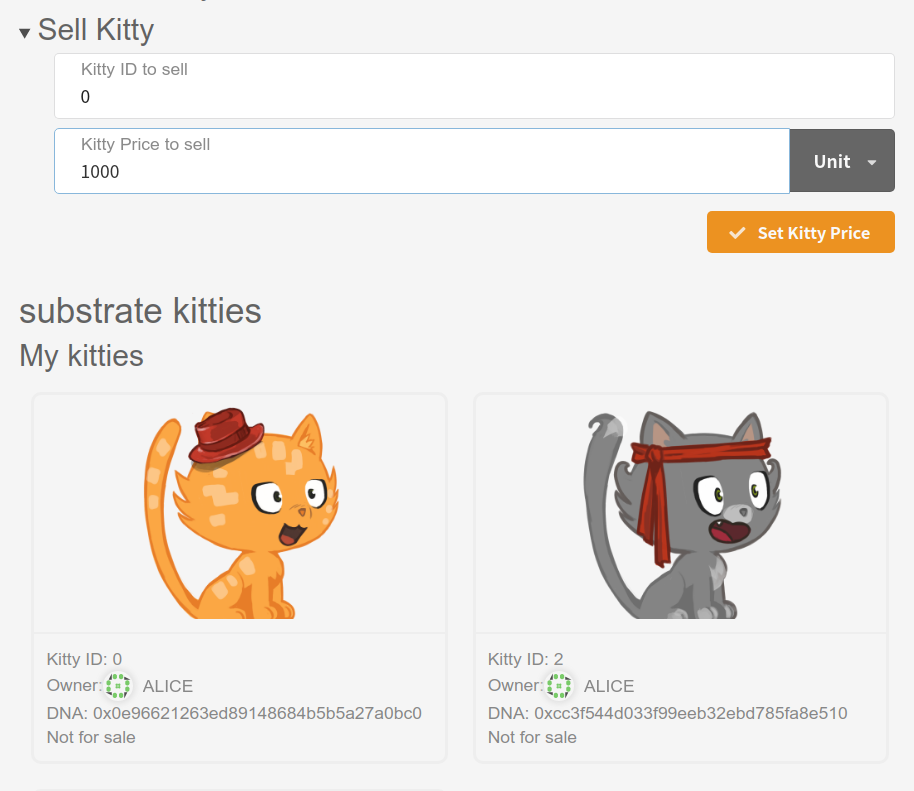 Sell Kitty
Kitty ID to sell
0
Kitty Price to sell
1000
Unit
Set Kitty Price
substrate kitties
My kitties
Kitty ID: 0
Owner: ALICE
DNA: 0x0e96621263ed89148684b5b5a27a0bc0
Not for sale
Kitty ID: 2
Owner: ALICE
DNA: 0xcc3f544d033f99eeb32ebd785fa8e510
Not for sale